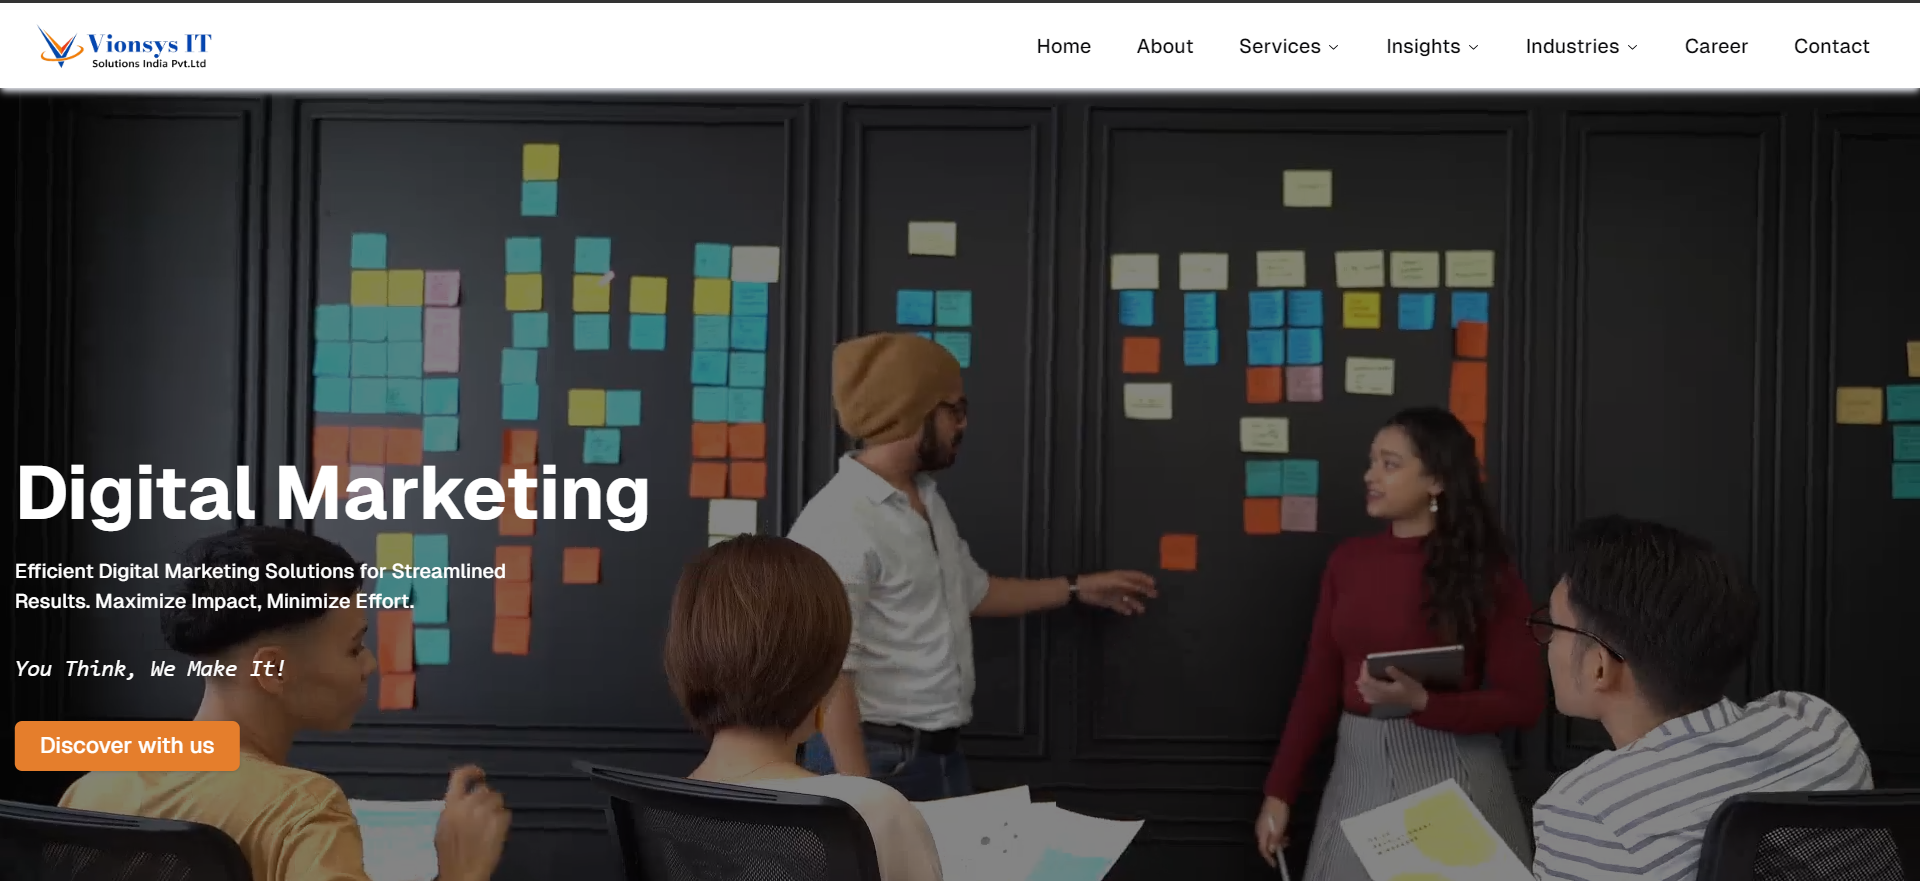 Vionsys IT
Solutions India Pvt.Ltd
Home
About
Services
Insights
Industries
Career
Contact
Digital Marketing
Efficient Digital Marketing Solutions for Streamlined
Results. Maximize Impact, Minimize Effort.
You Think, We Make It!
Discover with us